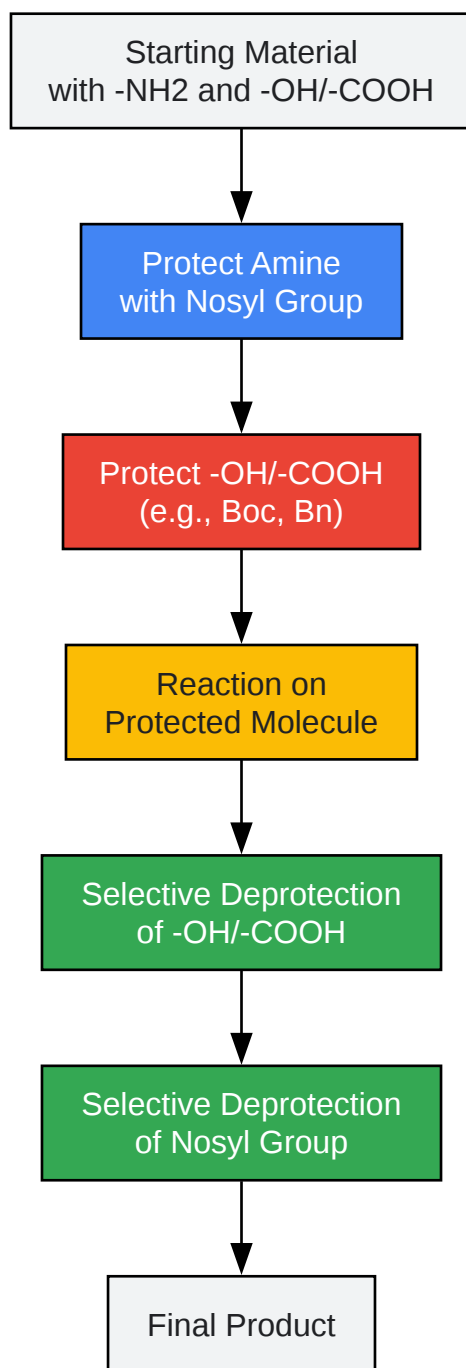 Starting Material
with -NH2 and -OH/-COOH
Protect Amine
with Nosyl Group
Protect -OH/-COOH
(e.g., Boc, Bn)
Reaction on
Protected Molecule
Selective Deprotection
of -OH/-COOH
Selective Deprotection
of Nosyl Group
Final Product